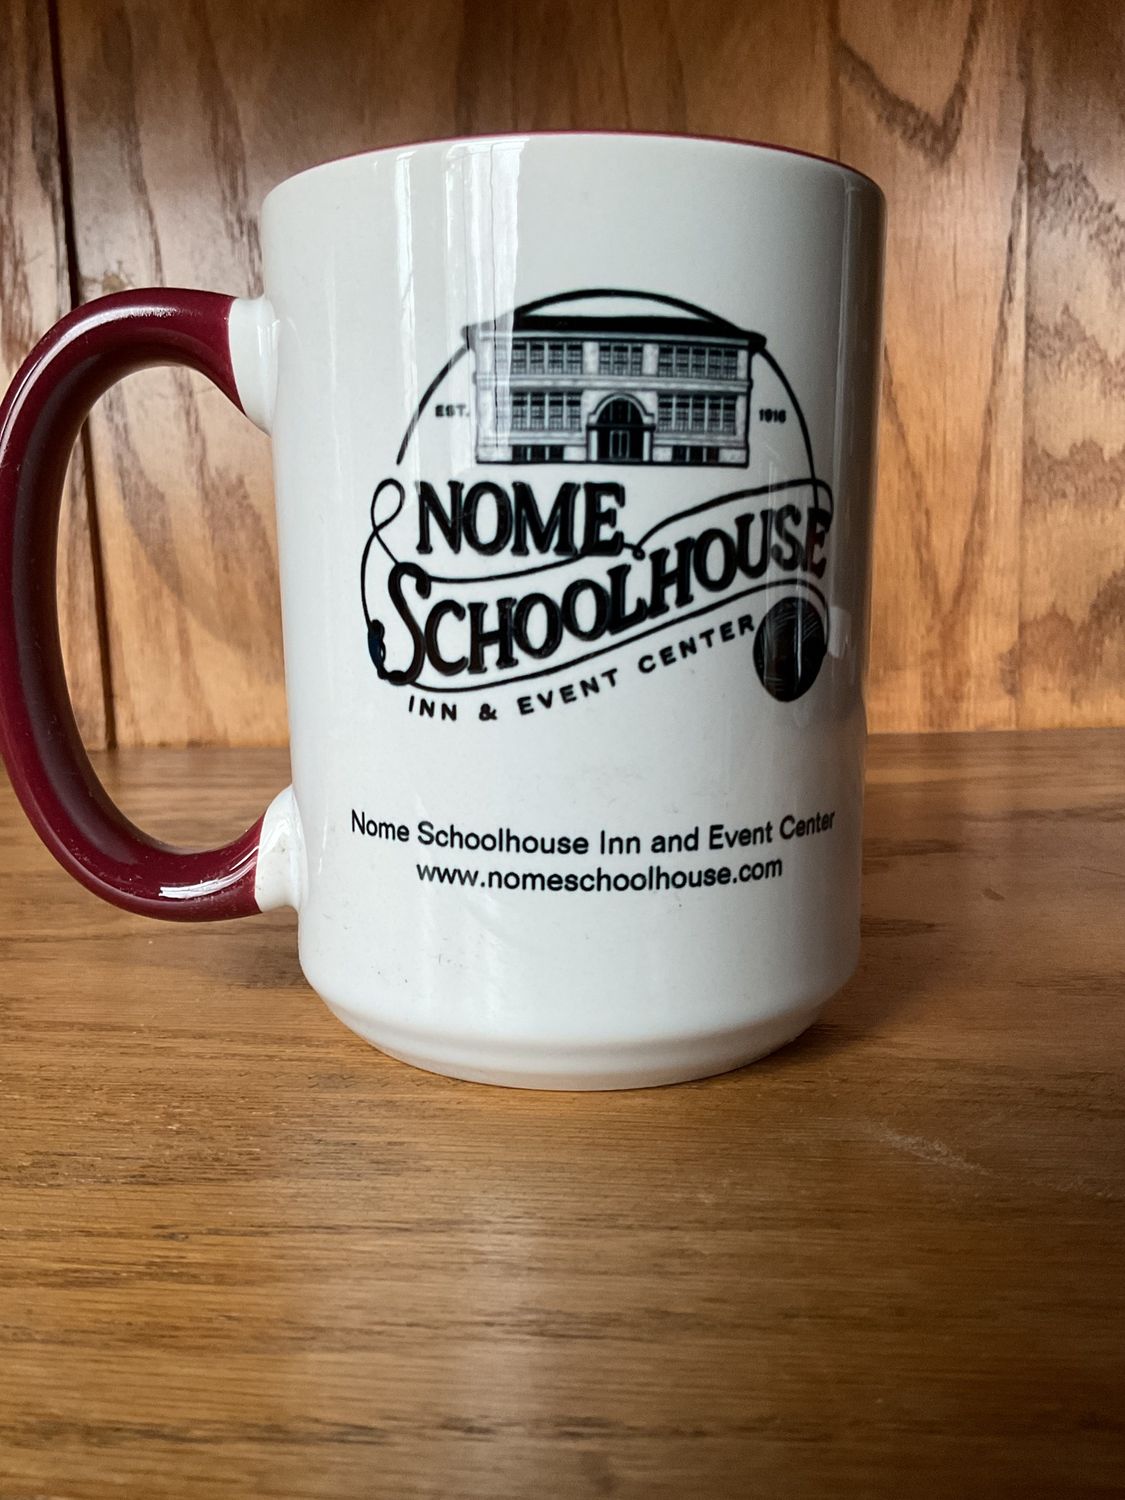 EST. 1916
NOME
SCHOOLHOUSE
INN & EVENT CENTER
Nome Schoolhouse Inn and Event Center
www.nomeschoolhouse.com